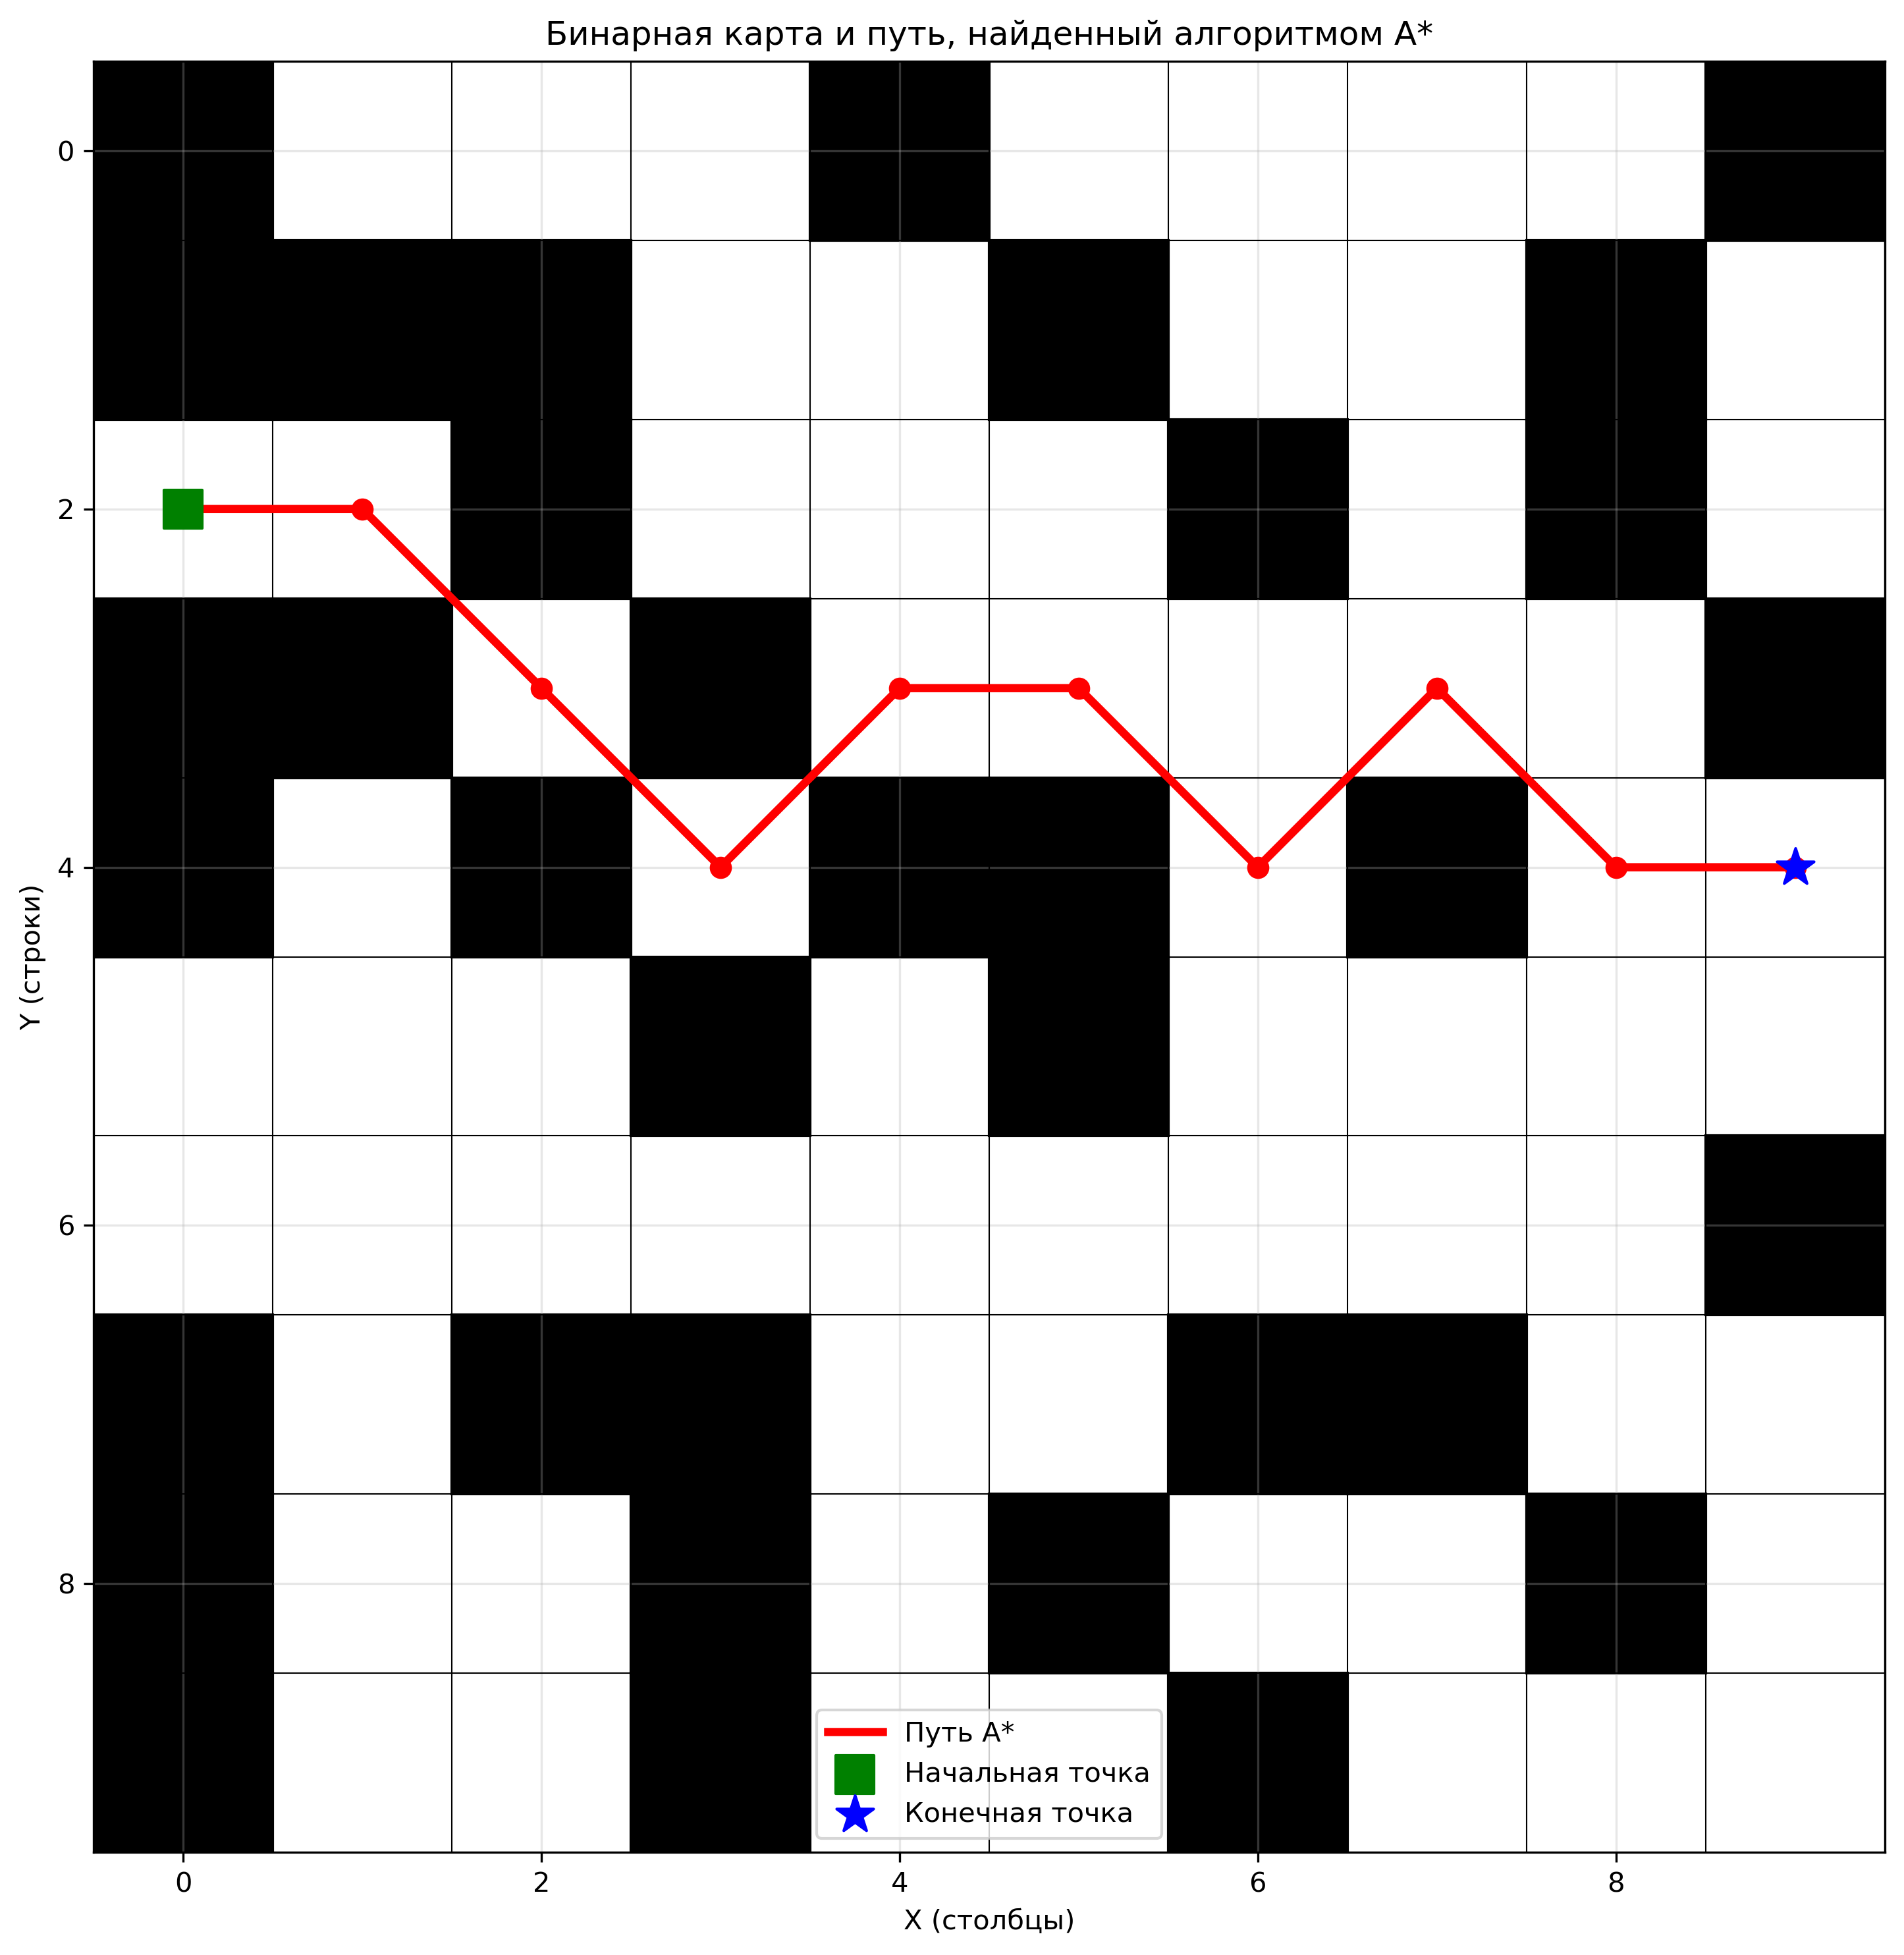 Бинарная карта и путь, найденный алгоритмом A*
0
2
4
6
8
Y (строки)
0 2 4 6 8
X (столбцы)
Путь A*
Начальная точка
Конечная точка